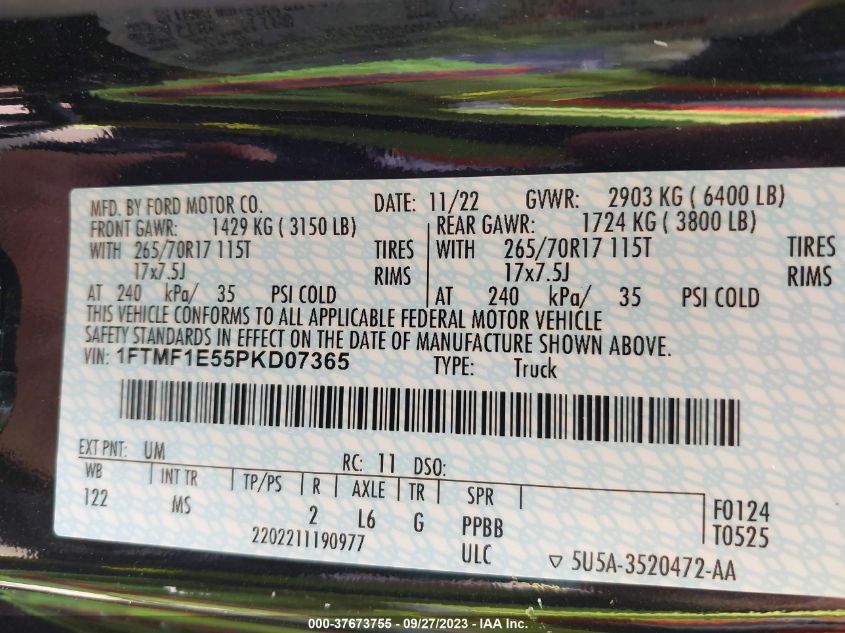 MFD. BY FORD MOTOR CO. DATE: 11/22 GVWR: 2903 KG ( 6400 LB)
FRONT GAWR: 1429 KG ( 3150 LB) REAR GAWR: 1724 KG ( 3800 LB)
WITH 265/70R17 115T TIRES WITH 265/70R17 115T TIRES
17x7.5J RIMS 17x7.5J RIMS
AT 240 kPa/ 35 PSI COLD AT 240 kPa/ 35 PSI COLD
THIS VEHICLE CONFORMS TO ALL APPLICABLE FEDERAL MOTOR VEHICLE
SAFETY STANDARDS IN EFFECT ON THE DATE OF MANUFACTURE SHOWN ABOVE.
VIN: 1FTMF1E55PKD07365 TYPE: Truck
EXT PNT: UM RC: 11 DSO:
WB INT TR TP/PS R AXLE TR SPR F0124
122 MS 2 L6 G PPBB T0525
2202211190977 ULC ▽ 5U5A-3520472-AA
000-37673755 - 09/27/2023 - IAA Inc.